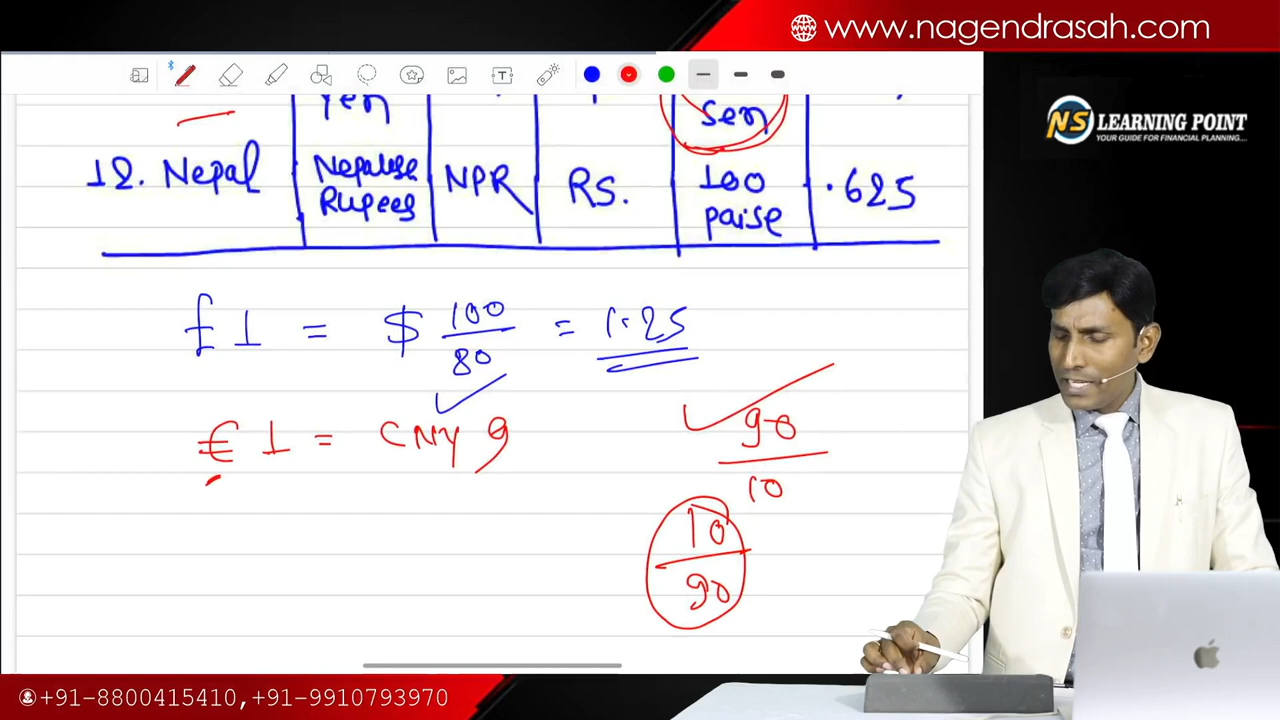 www.nagendrasah.com
T
NS LEARNING POINT
YOUR GUIDE FOR FINANCIAL PLANNING....
Yen
sen
12. Nepal Nepalese Rupees NPR RS. 100 paise .625
£ 1 = $ 100/80 = 1.25
€ 1 = CNY 9
90/10
10/90
+91-8800415410,+91-9910793970